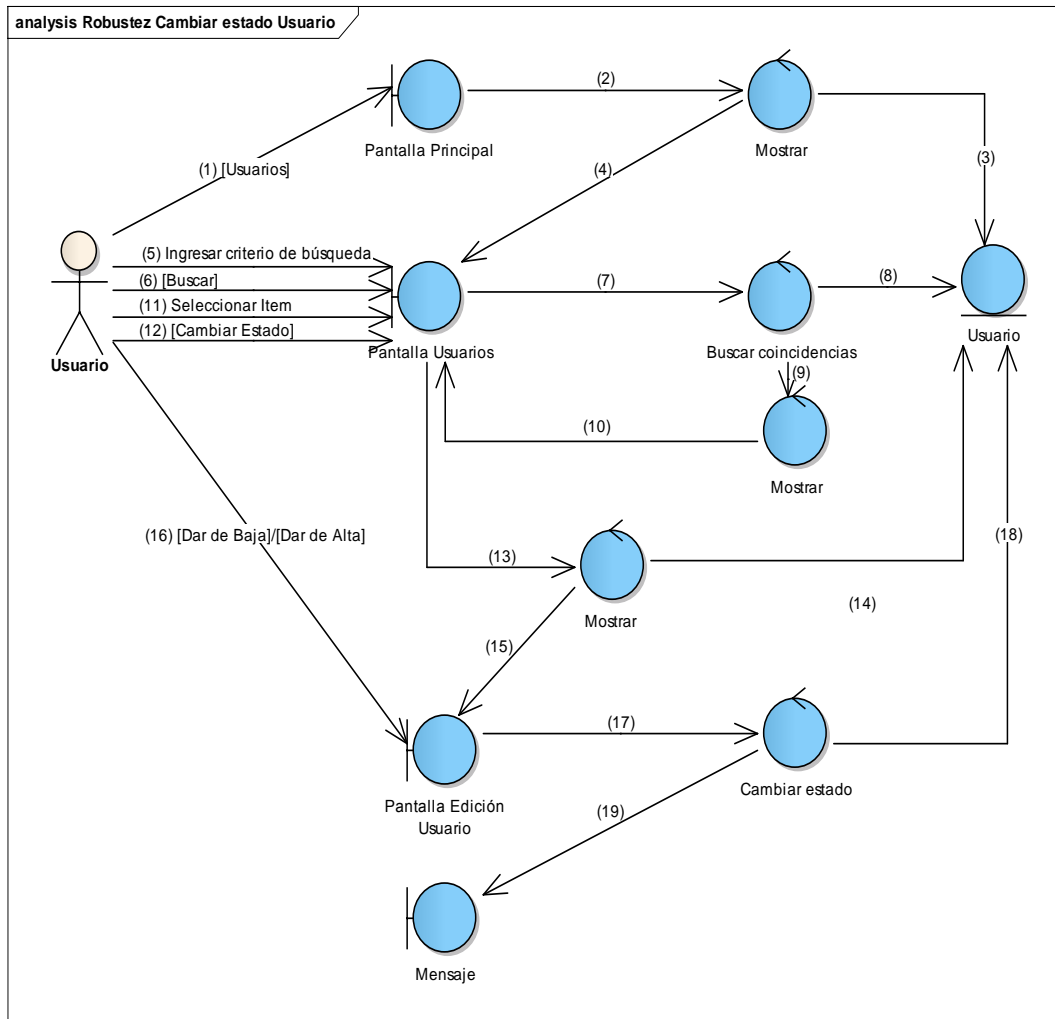 analysis Robustez Cambiar estado Usuario
(2)
Pantalla Principal
Mostrar
(1) [Usuarios]
(4)
(3)
(5) Ingresar criterio de búsqueda
(6) [Buscar]
(7)
(8)
(11) Seleccionar Item
(12) [Cambiar Estado]
Usuario
Pantalla Usuarios
Buscar coincidencias
Usuario
(9)
(10)
Mostrar
(16) [Dar de Baja]/[Dar de Alta]
(18)
(13)
(14)
Mostrar
(15)
(17)
Pantalla Edición
Usuario
Cambiar estado
(19)
Mensaje